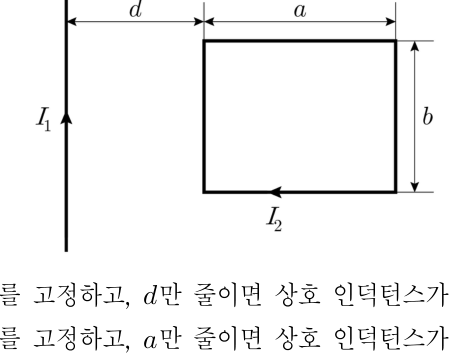 d
a
I₁
b
I₂
를 고정하고, d만 줄이면 상호 인덕턴스가
를 고정하고, a만 줄이면 상호 인덕턴스가